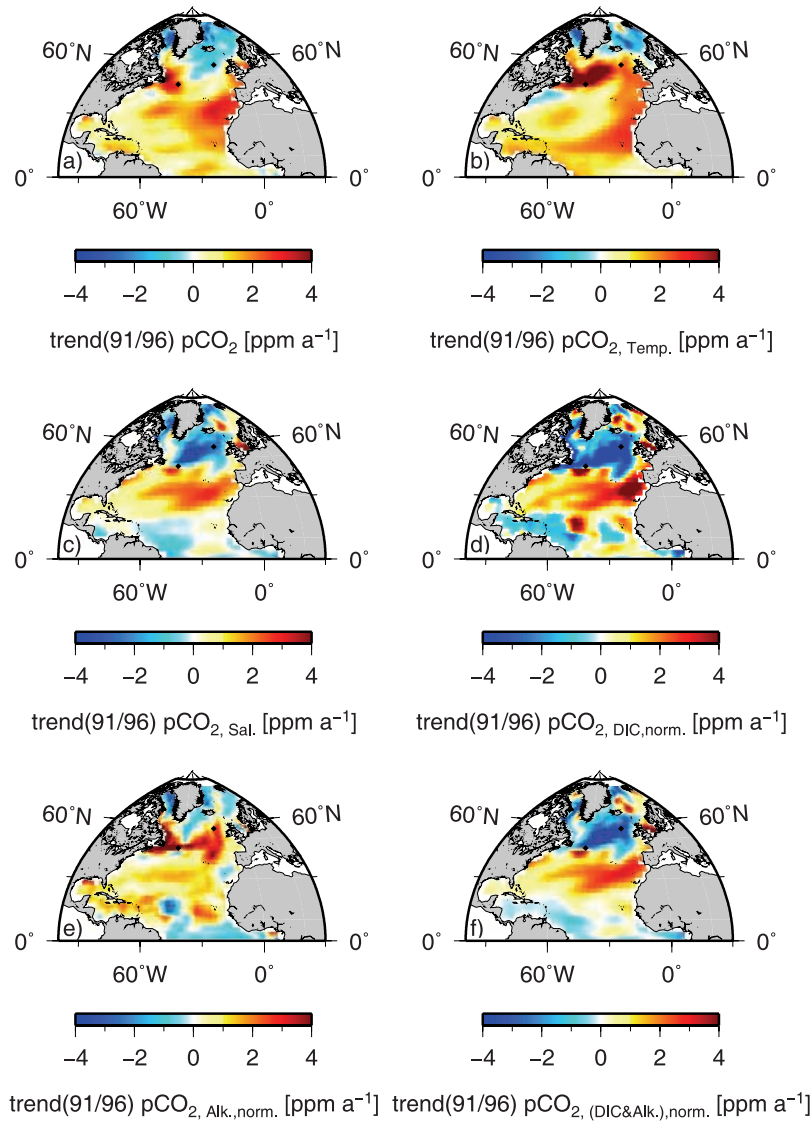 60˚N 60˚N 60˚N 60˚N
a) b)
0˚ 0˚ 0˚ 0˚
60˚W 0˚ 60˚W 0˚
−4 −2 0 2 4 −4 −2 0 2 4
trend(91/96) pCO2 [ppm a−1] trend(91/96) pCO2, Temp. [ppm a−1]
60˚N 60˚N 60˚N 60˚N
c) d)
0˚ 0˚ 0˚ 0˚
60˚W 0˚ 60˚W 0˚
−4 −2 0 2 4 −4 −2 0 2 4
trend(91/96) pCO2, Sal. [ppm a−1] trend(91/96) pCO2, DIC,norm. [ppm a−1]
60˚N 60˚N 60˚N 60˚N
e) f)
0˚ 0˚ 0˚ 0˚
60˚W 0˚ 60˚W 0˚
−4 −2 0 2 4 −4 −2 0 2 4
trend(91/96) pCO2, Alk.,norm. [ppm a−1] trend(91/96) pCO2, (DIC&Alk.),norm. [ppm a−1]